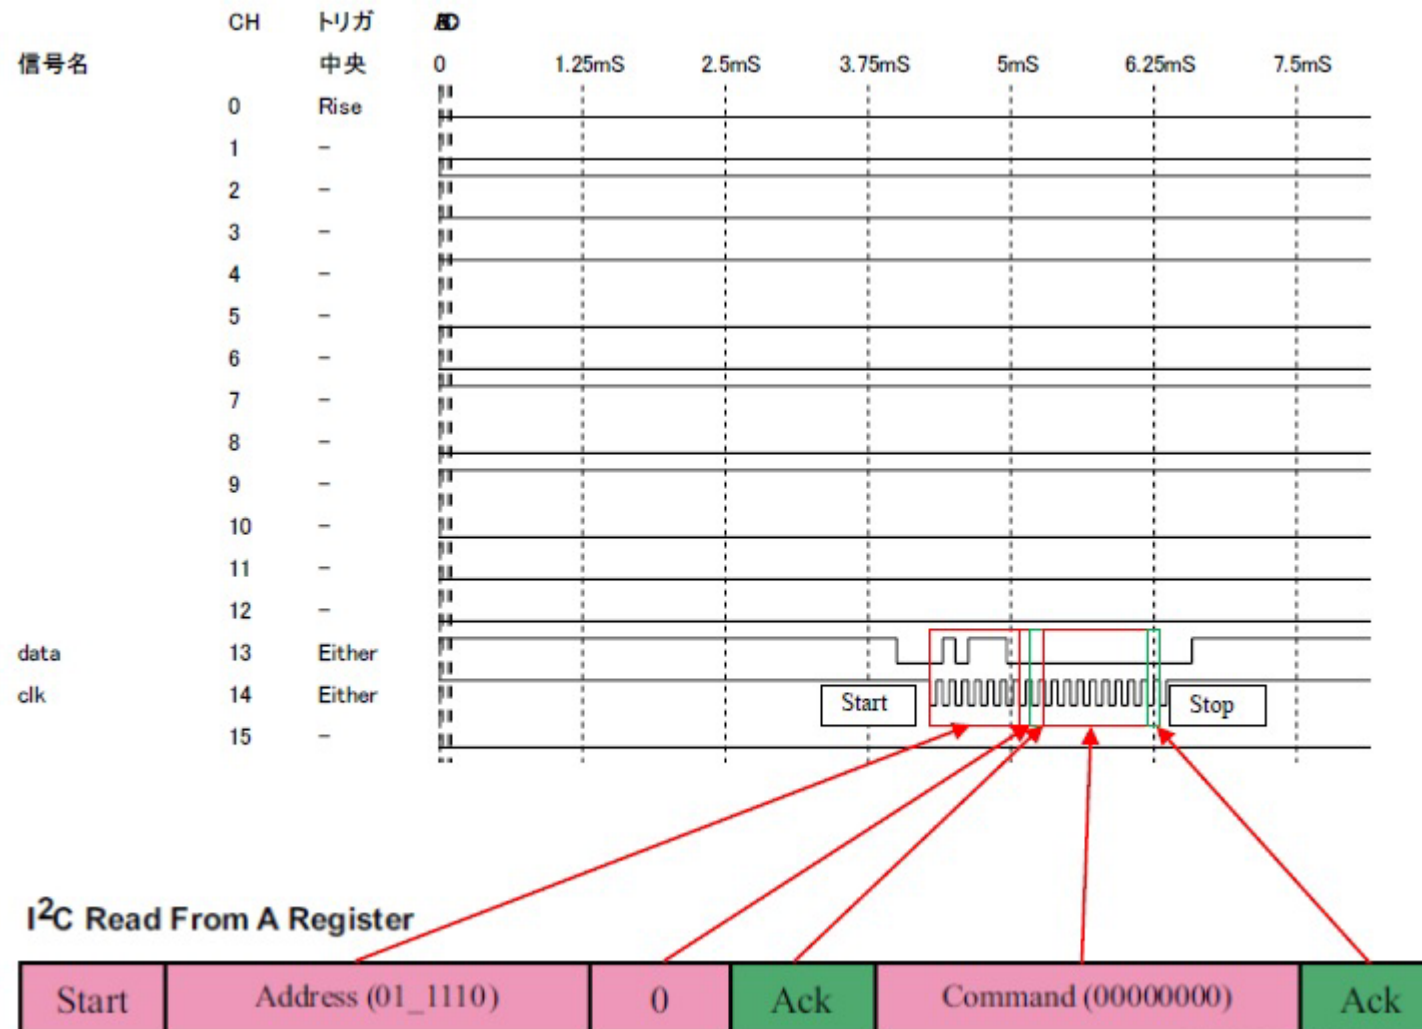 CH トリガ
信号名 中央 0 1.25mS 2.5mS 3.75mS 5mS 6.25mS 7.5mS
0 Rise
1 -
2 -
3 -
4 -
5 -
6 -
7 -
8 -
9 -
10 -
11 -
12 -
data 13 Either
clk 14 Either
Start Stop
15 -
I²C Read From A Register
Start Address (01_1110) 0 Ack Command (00000000) Ack